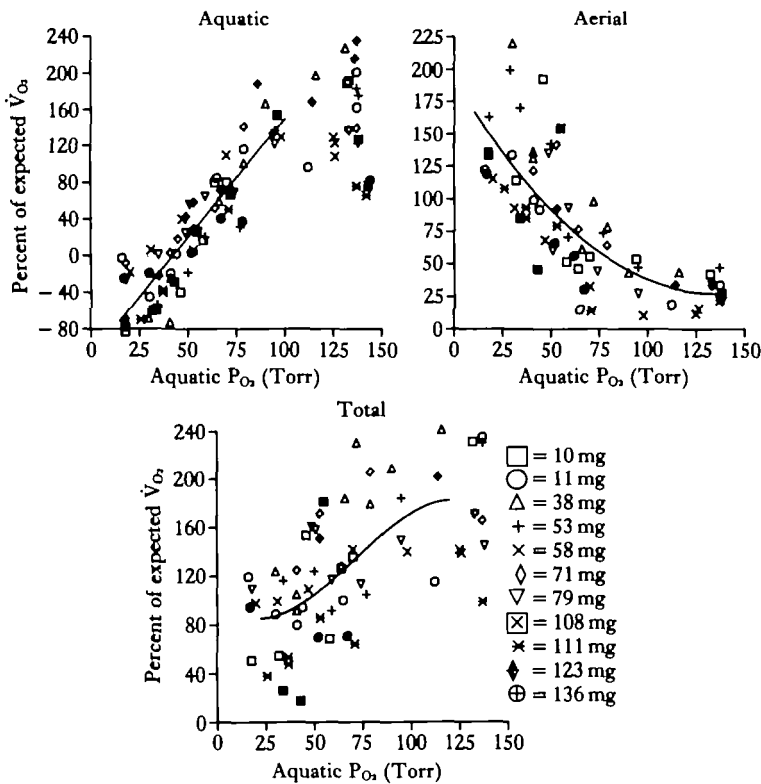 Aquatic
Aerial
Percent of expected V̇O₂
240
200
160
120
80
40
0
−40
−80
0 25 50 75 100 125 150
Aquatic PO₂ (Torr)
225
200
175
150
125
100
75
50
25
0
0 25 50 75 100 125 150
Aquatic PO₂ (Torr)
Total
Percent of expected V̇O₂
240
200
160
120
80
40
0
0 25 50 75 100 125 150
Aquatic PO₂ (Torr)
= 10 mg
= 11 mg
= 38 mg
= 53 mg
= 58 mg
= 71 mg
= 79 mg
= 108 mg
= 111 mg
= 123 mg
= 136 mg